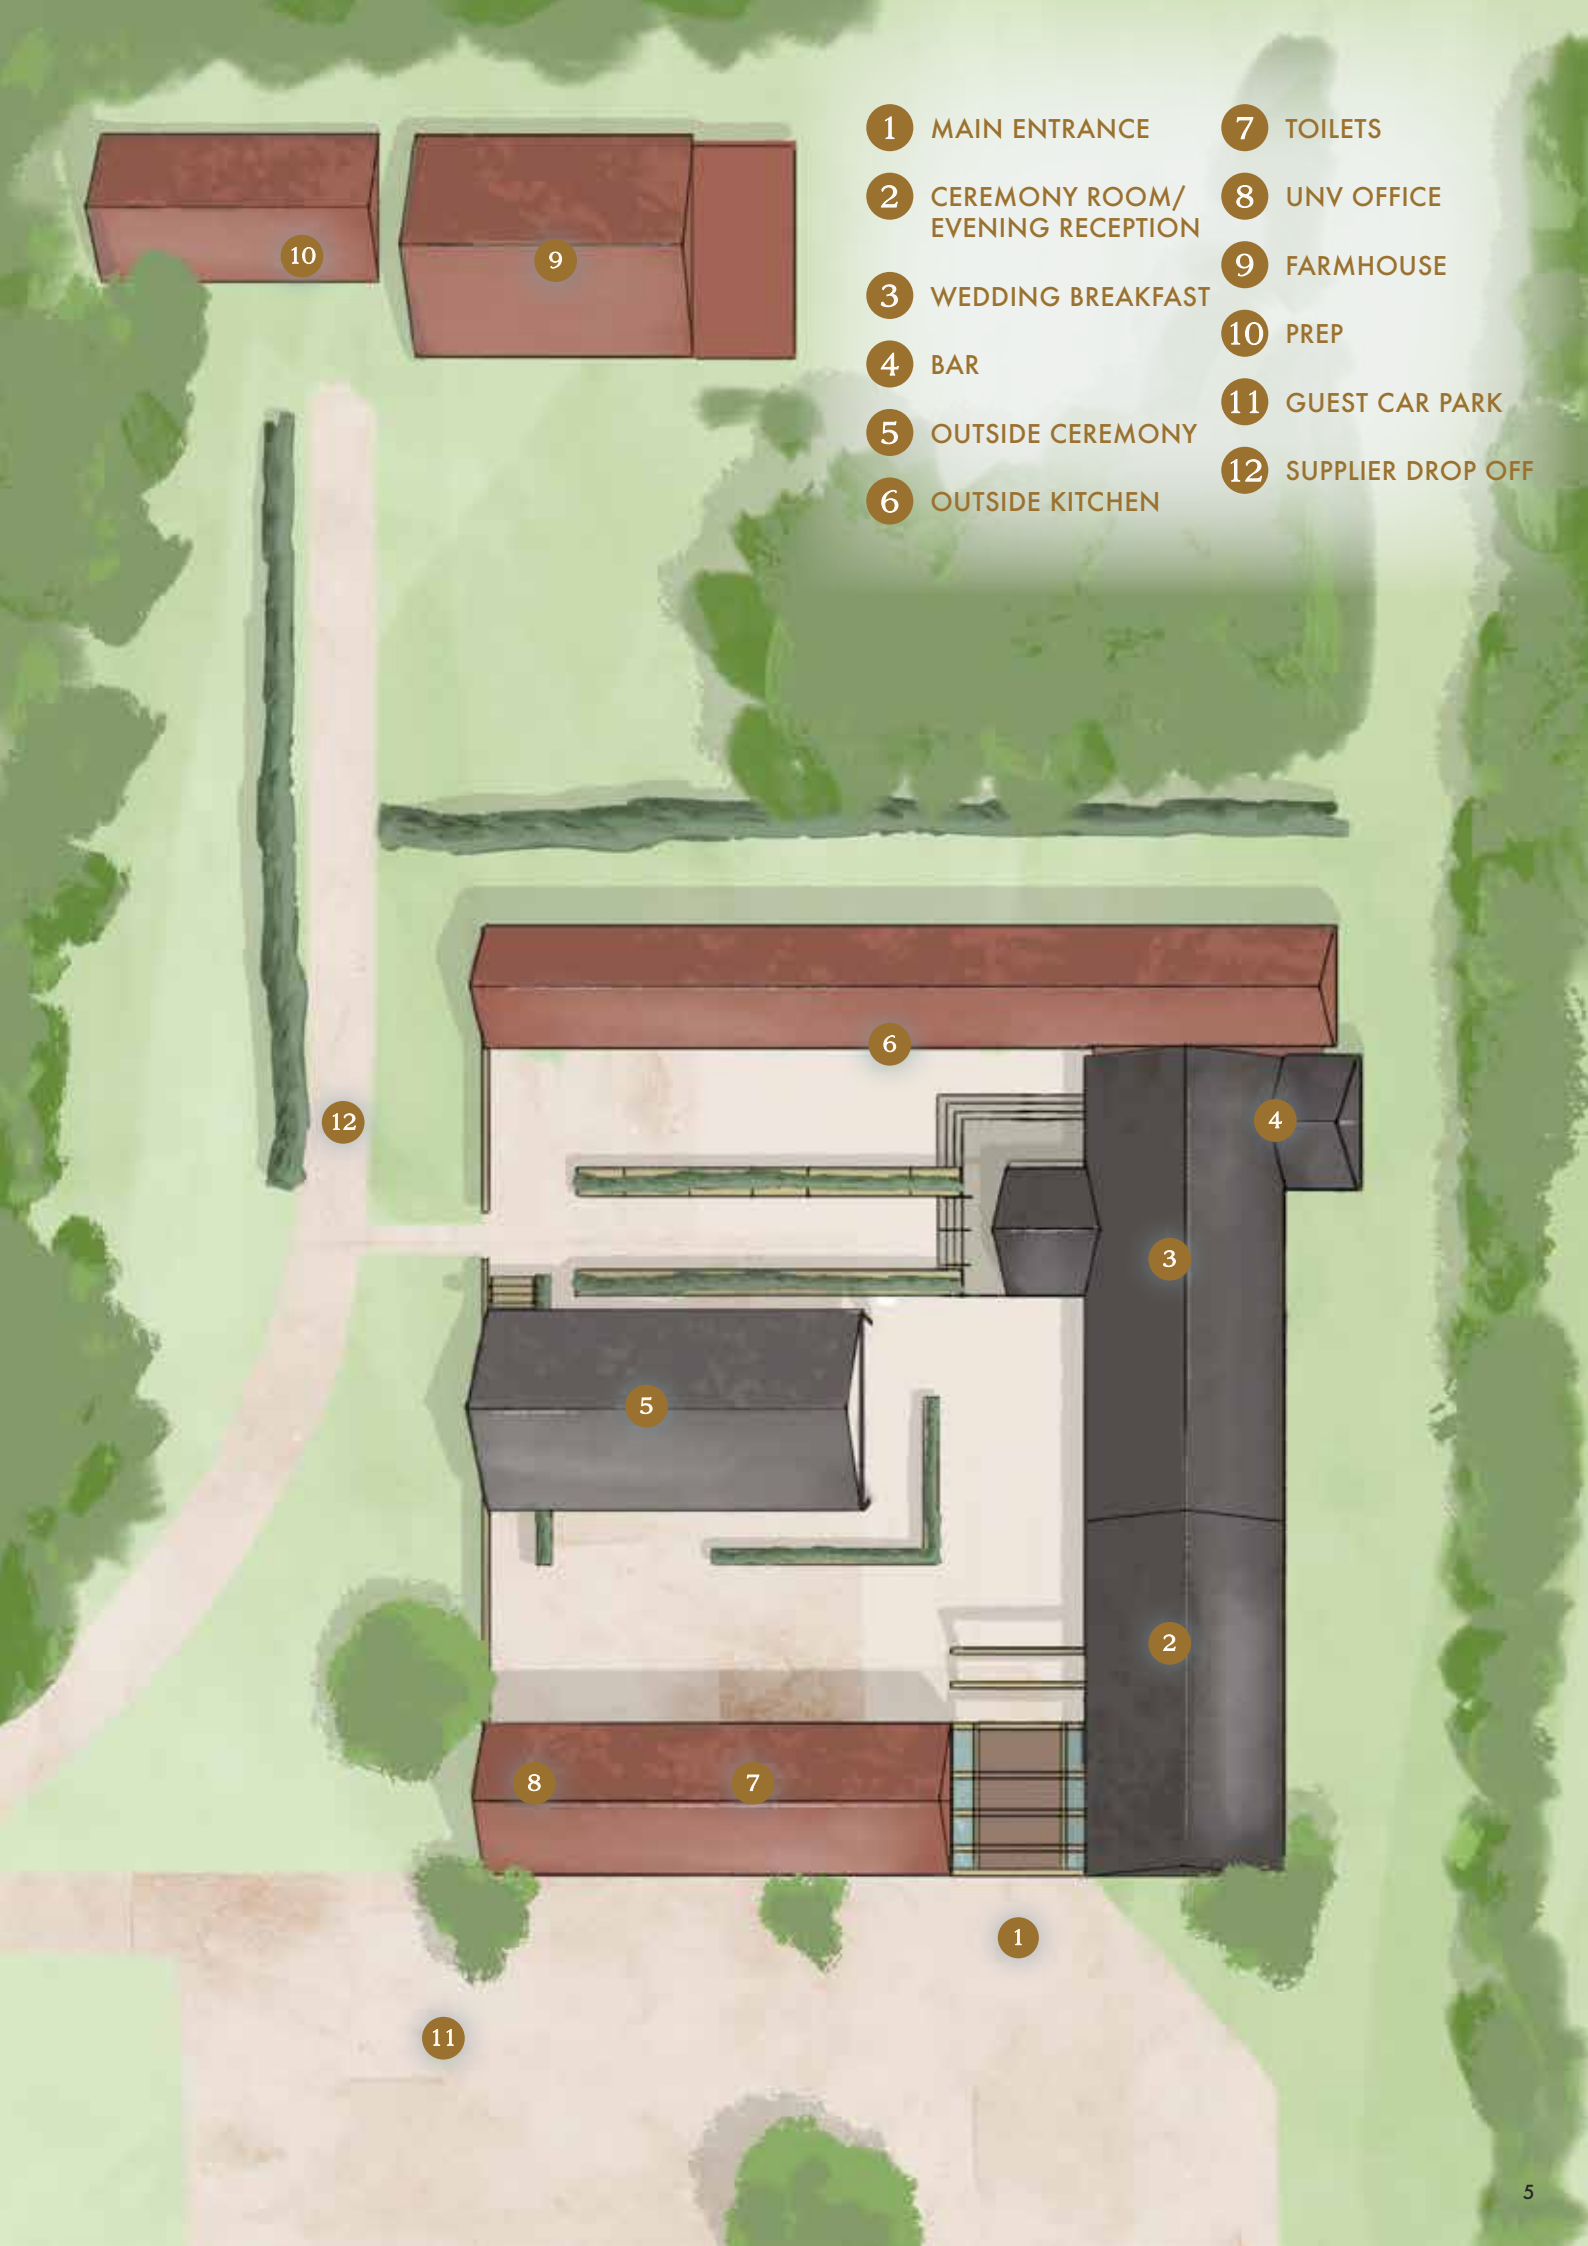 1 MAIN ENTRANCE
2 CEREMONY ROOM/
EVENING RECEPTION
3 WEDDING BREAKFAST
4 BAR
5 OUTSIDE CEREMONY
6 OUTSIDE KITCHEN
7 TOILETS
8 UNV OFFICE
9 FARMHOUSE
10 PREP
11 GUEST CAR PARK
12 SUPPLIER DROP OFF
10
9
6
12
4
3
5
2
8
7
1
11
5